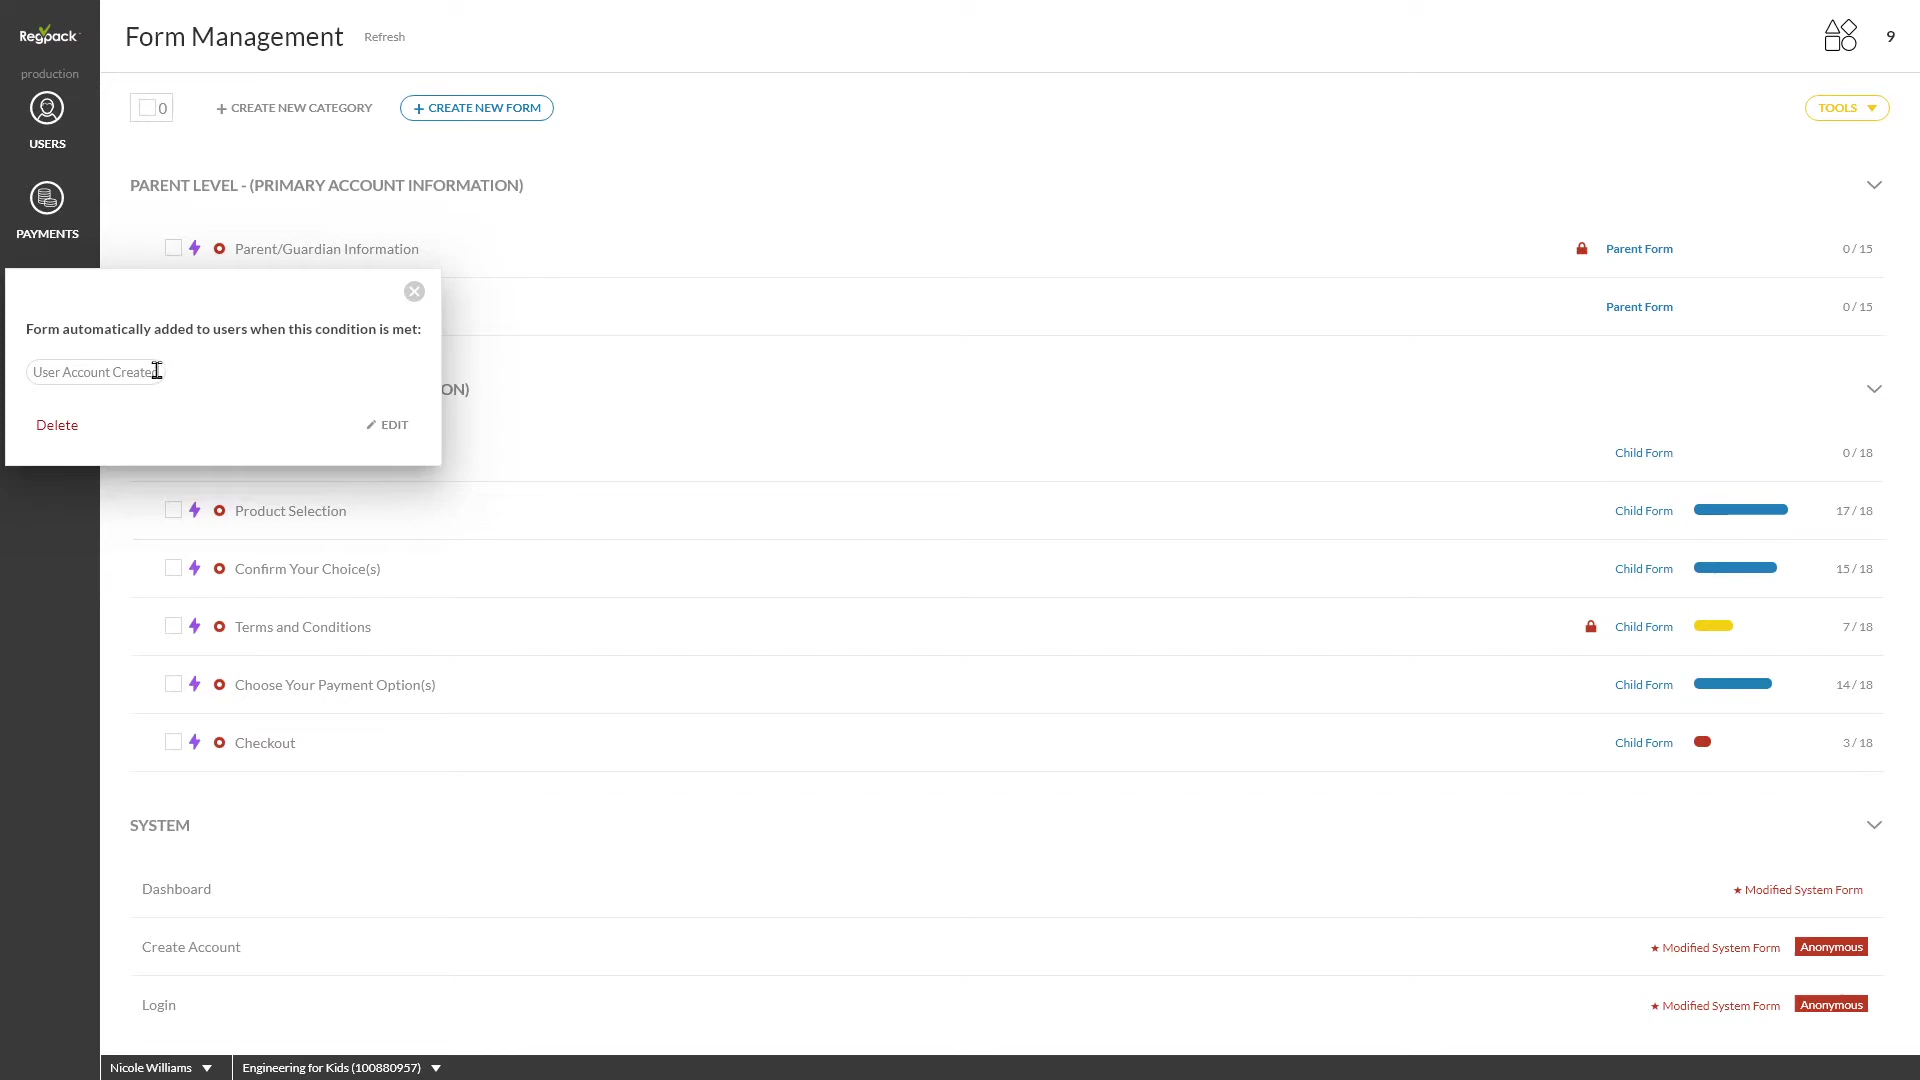 Regpack
Form Management
Refresh
9
production
0
CREATE NEW CATEGORY
CREATE NEW FORM
TOOLS
USERS
PAYMENTS
PARENT LEVEL - (PRIMARY ACCOUNT INFORMATION)
Parent/Guardian Information
Parent Form
0 / 15
Parent Form
0 / 15
Form automatically added to users when this condition is met:
User Account Created
Delete
EDIT
ON)
Child Form
0 / 18
Product Selection
Child Form
17 / 18
Confirm Your Choice(s)
Child Form
15 / 18
Terms and Conditions
Child Form
7 / 18
Choose Your Payment Option(s)
Child Form
14 / 18
Checkout
Child Form
3 / 18
SYSTEM
Dashboard
★ Modified System Form
Create Account
★ Modified System Form
Anonymous
Login
★ Modified System Form
Anonymous
Nicole Williams
Engineering for Kids (100880957)